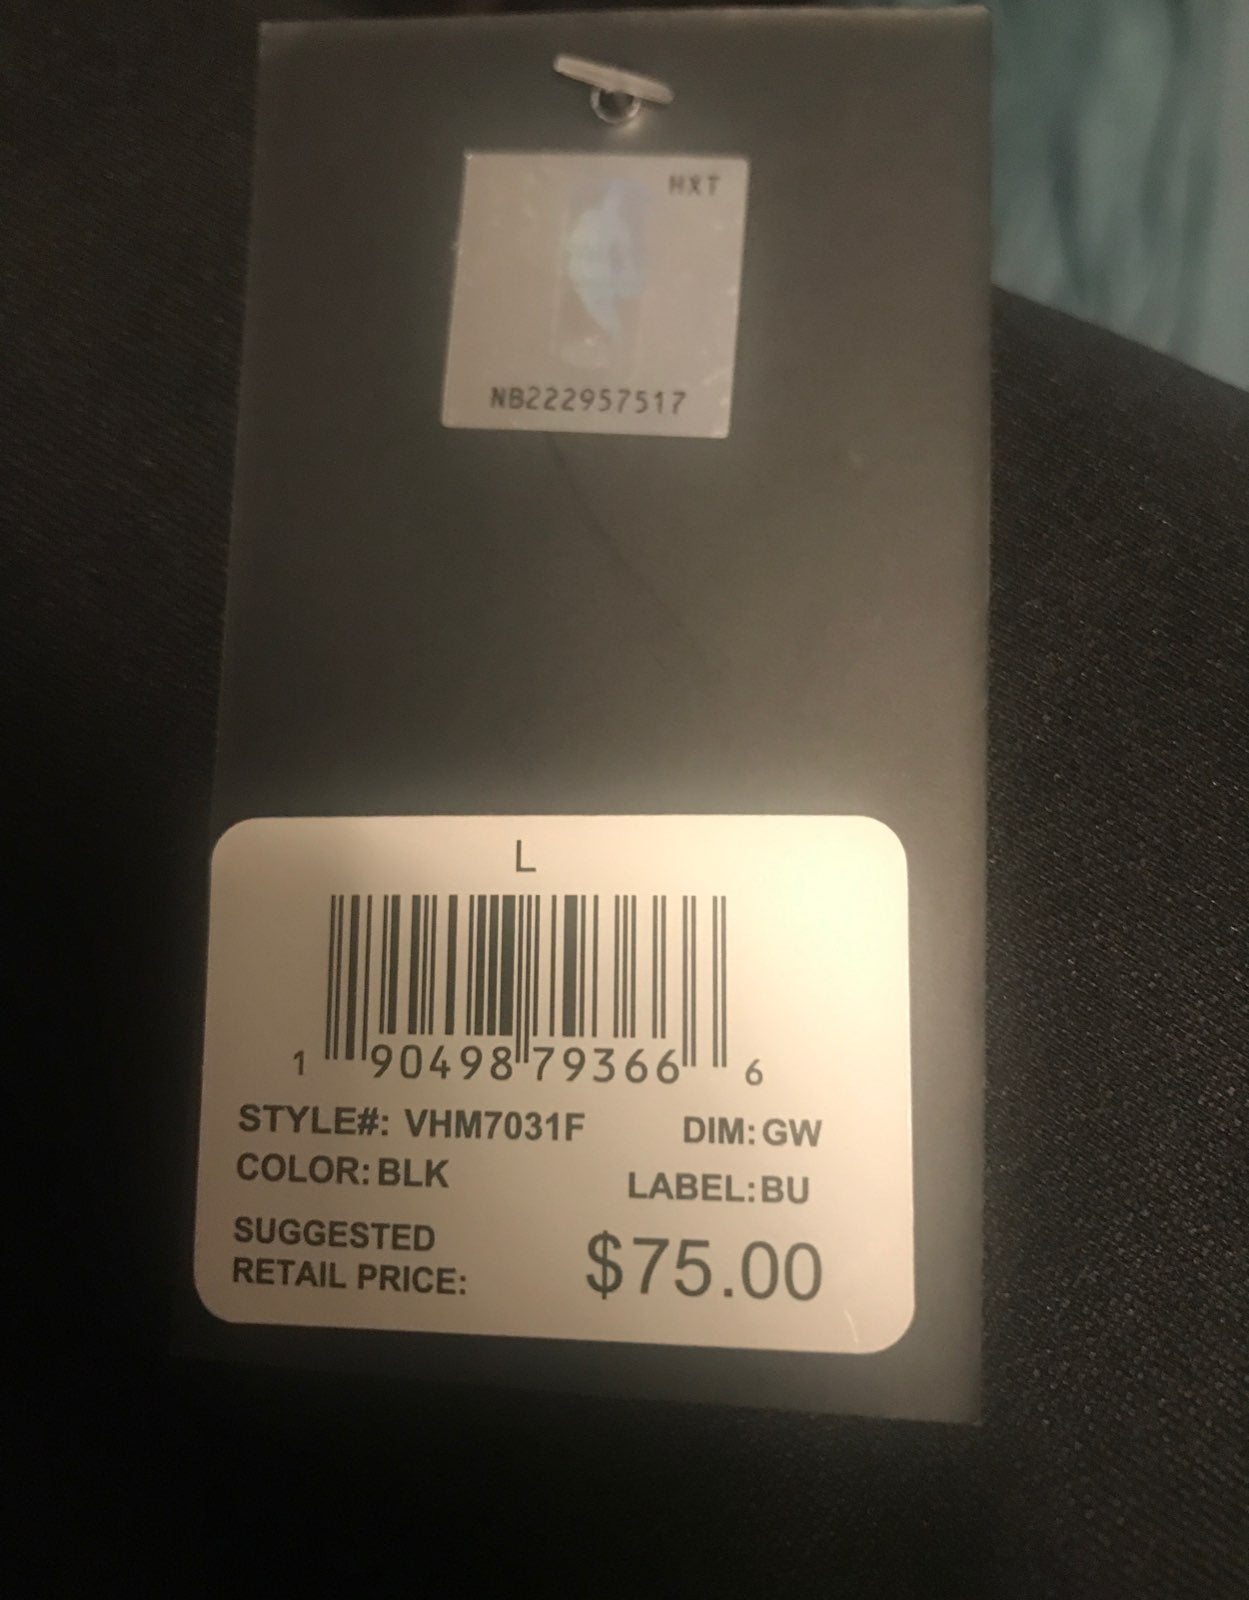 HXT
NB222957517
L
1 90498 79366 6
STYLE#: VHM7031F DIM: GW
COLOR: BLK LABEL: BU
SUGGESTED
RETAIL PRICE: $75.00